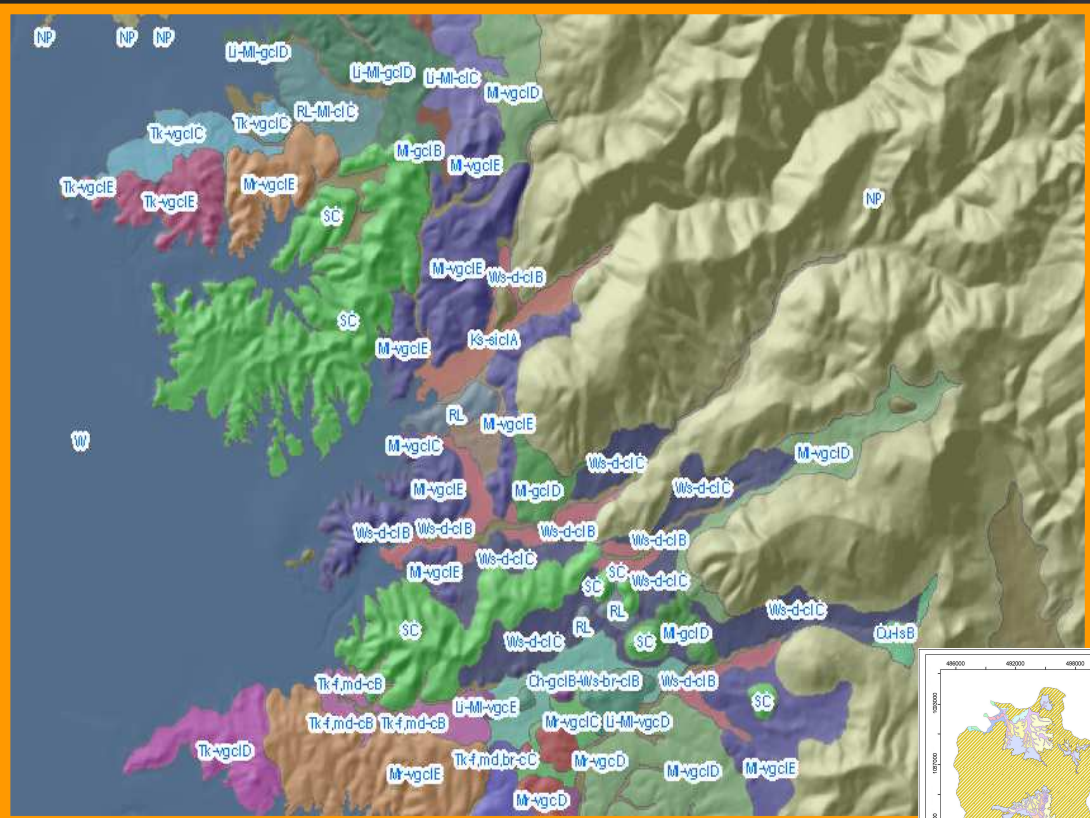 NP
NP
NP
Li-Ml-gclD
Li-Ml-gclD
Li-Ml-clC
Ml-vgclD
Tk-vgclC
Tk-vgclC
RL-Ml-clC
Ml-gclB
Ml-vgclE
Tk-vgclE
Tk-vgclE
Mr-vgclE
SC
NP
Ml-vgclE
Ws-d-clB
SC
Ml-vgclE
Ks-siclA
RL
Ml-vgclE
W
Ml-vgclC
Ws-d-clC
Ml-vgclD
Ml-vgclE
Ml-gclD
Ws-d-clC
Ws-d-clB
Ws-d-clB
Ws-d-clB
Ws-d-clB
Ml-vgclE
Ws-d-clC
SC
SC
Ws-d-clC
SC
RL
RL
Ws-d-clC
Ws-d-clC
SC
Ml-gclD
Cu-lsB
Tk-f,md-cB
Ch-gclB-Ws-br-clB
Ws-d-clB
SC
Li-Ml-vgcE
Tk-f,md-cB
Tk-f,md-cB
Mr-vgclC
Li-Ml-vgcD
Tk-vgclD
Tk-f,md,br-cC
Mr-vgcD
Mr-vgclE
Ml-vgclD
Ml-vgclE
Mr-vgcD
486000
492000
498000